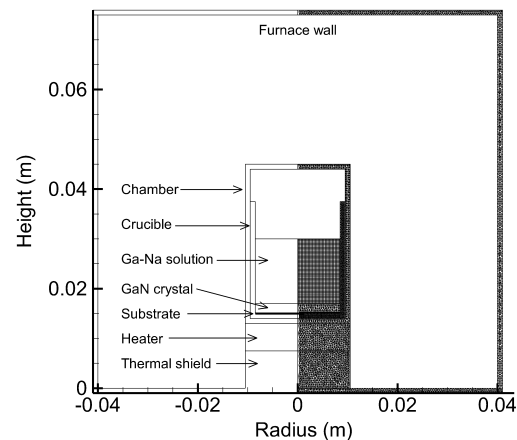 Furnace wall
0.06
Height (m)
0.04
Chamber
Crucible
Ga-Na solution
0.02
GaN crystal
Substrate
Heater
Thermal shield
0
-0.04
-0.02
0
0.02
0.04
Radius (m)